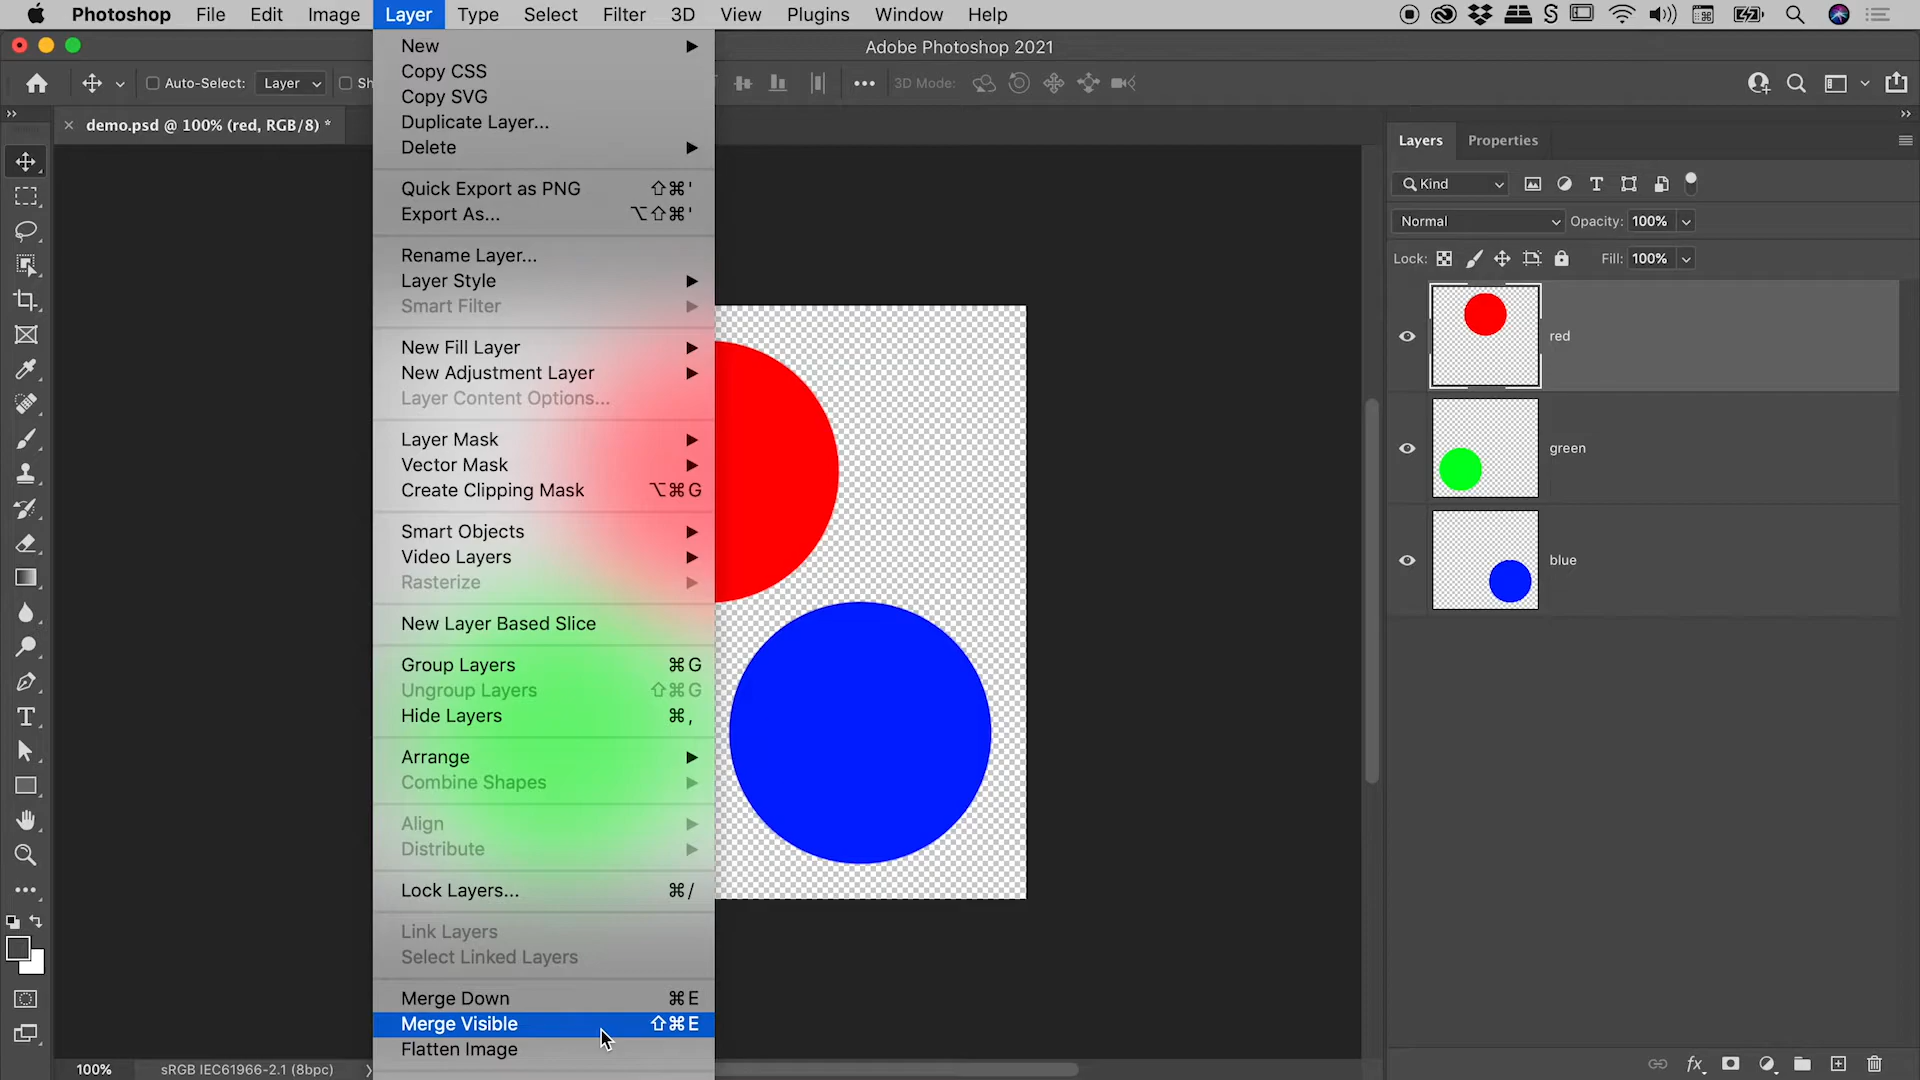 Photoshop File Edit Image Layer Type Select Filter 3D View Plugins Window Help
Adobe Photoshop 2021
Auto-Select: Layer Sh
3D Mode:
demo.psd @ 100% (red, RGB/8) *
New
Copy CSS
Copy SVG
Duplicate Layer...
Delete
Quick Export as PNG ⇧⌘'
Export As... ⌥⇧⌘'
Rename Layer...
Layer Style
Smart Filter
New Fill Layer
New Adjustment Layer
Layer Content Options...
Layer Mask
Vector Mask
Create Clipping Mask ⌥⌘G
Smart Objects
Video Layers
Rasterize
New Layer Based Slice
Group Layers ⌘G
Ungroup Layers ⇧⌘G
Hide Layers ⌘,
Arrange
Combine Shapes
Align
Distribute
Lock Layers... ⌘/
Link Layers
Select Linked Layers
Merge Down ⌘E
Merge Visible ⇧⌘E
Flatten Image
100% sRGB IEC61966-2.1 (8bpc)
Layers Properties
Kind
Normal Opacity: 100%
Lock: Fill: 100%
red
green
blue
fx